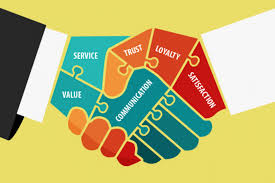 SERVICE
TRUST
LOYALTY
VALUE
COMMUNICATION
SATISFACTION